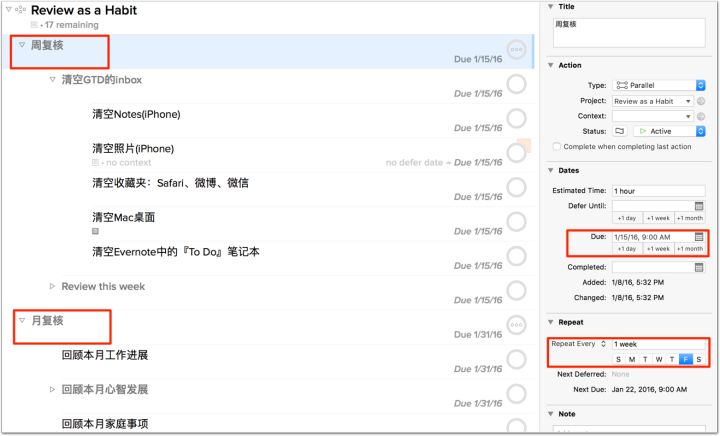 Review as a Habit
• 17 remaining
周复核
Due 1/15/16
清空GTD的inbox
Due 1/15/16
清空Notes(iPhone)
Due 1/15/16
清空照片(iPhone)
• no context
no defer date → Due 1/15/16
清空收藏夹：Safari、微博、微信
Due 1/15/16
清空Mac桌面
Due 1/15/16
清空Evernote中的『To Do』笔记本
Due 1/15/16
Review this week
Due 1/15/16
月复核
Due 1/31/16
回顾本月工作进展
Due 1/31/16
回顾本月心智发展
Due 1/31/16
回顾本月家庭事项
Due 1/31/16
Title
周复核
Action
Type: Parallel
Project: Review as a Habit
Context:
Status: Active
Complete when completing last action
Dates
Estimated Time: 1 hour
Defer Until:
+1 day +1 week +1 month
Due: 1/15/16, 9:00 AM
+1 day +1 week +1 month
Completed:
Added: 1/8/16, 5:32 PM
Changed: 1/8/16, 5:32 PM
Repeat
Repeat Every 1 week
S M T W T F S
Next Deferred: None
Next Due: Jan 22, 2016, 9:00 AM
Note